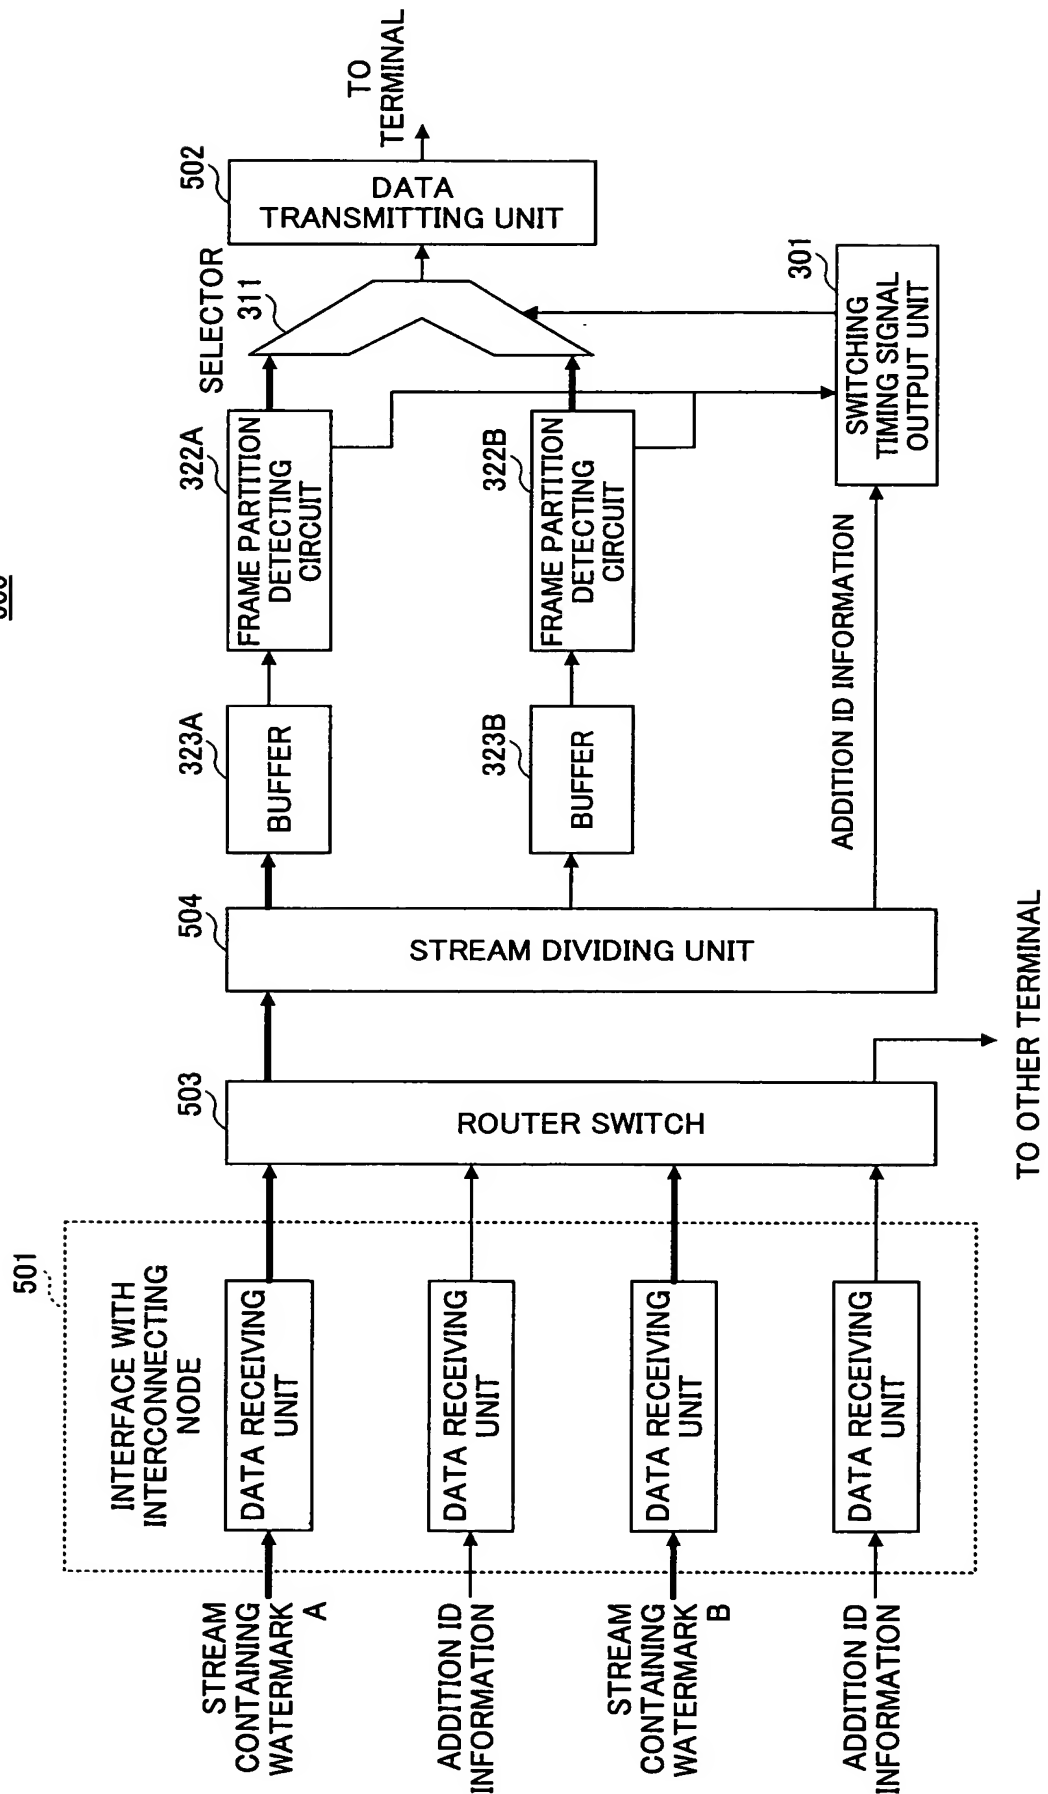 501
INTERFACE WITH
INTERCONNECTING
NODE
STREAM
CONTAINING
WATERMARK
A
DATA RECEIVING
UNIT
ADDITION ID
INFORMATION
DATA RECEIVING
UNIT
STREAM
CONTAINING
WATERMARK
B
DATA RECEIVING
UNIT
ADDITION ID
INFORMATION
DATA RECEIVING
UNIT
503
ROUTER SWITCH
TO OTHER TERMINAL
504
STREAM DIVIDING UNIT
323A
BUFFER
323B
BUFFER
ADDITION ID INFORMATION
322A
FRAME PARTITION
DETECTING
CIRCUIT
322B
FRAME PARTITION
DETECTING
CIRCUIT
SELECTOR
311
301
SWITCHING
TIMING SIGNAL
OUTPUT UNIT
502
DATA
TRANSMITTING UNIT
TO
TERMINAL